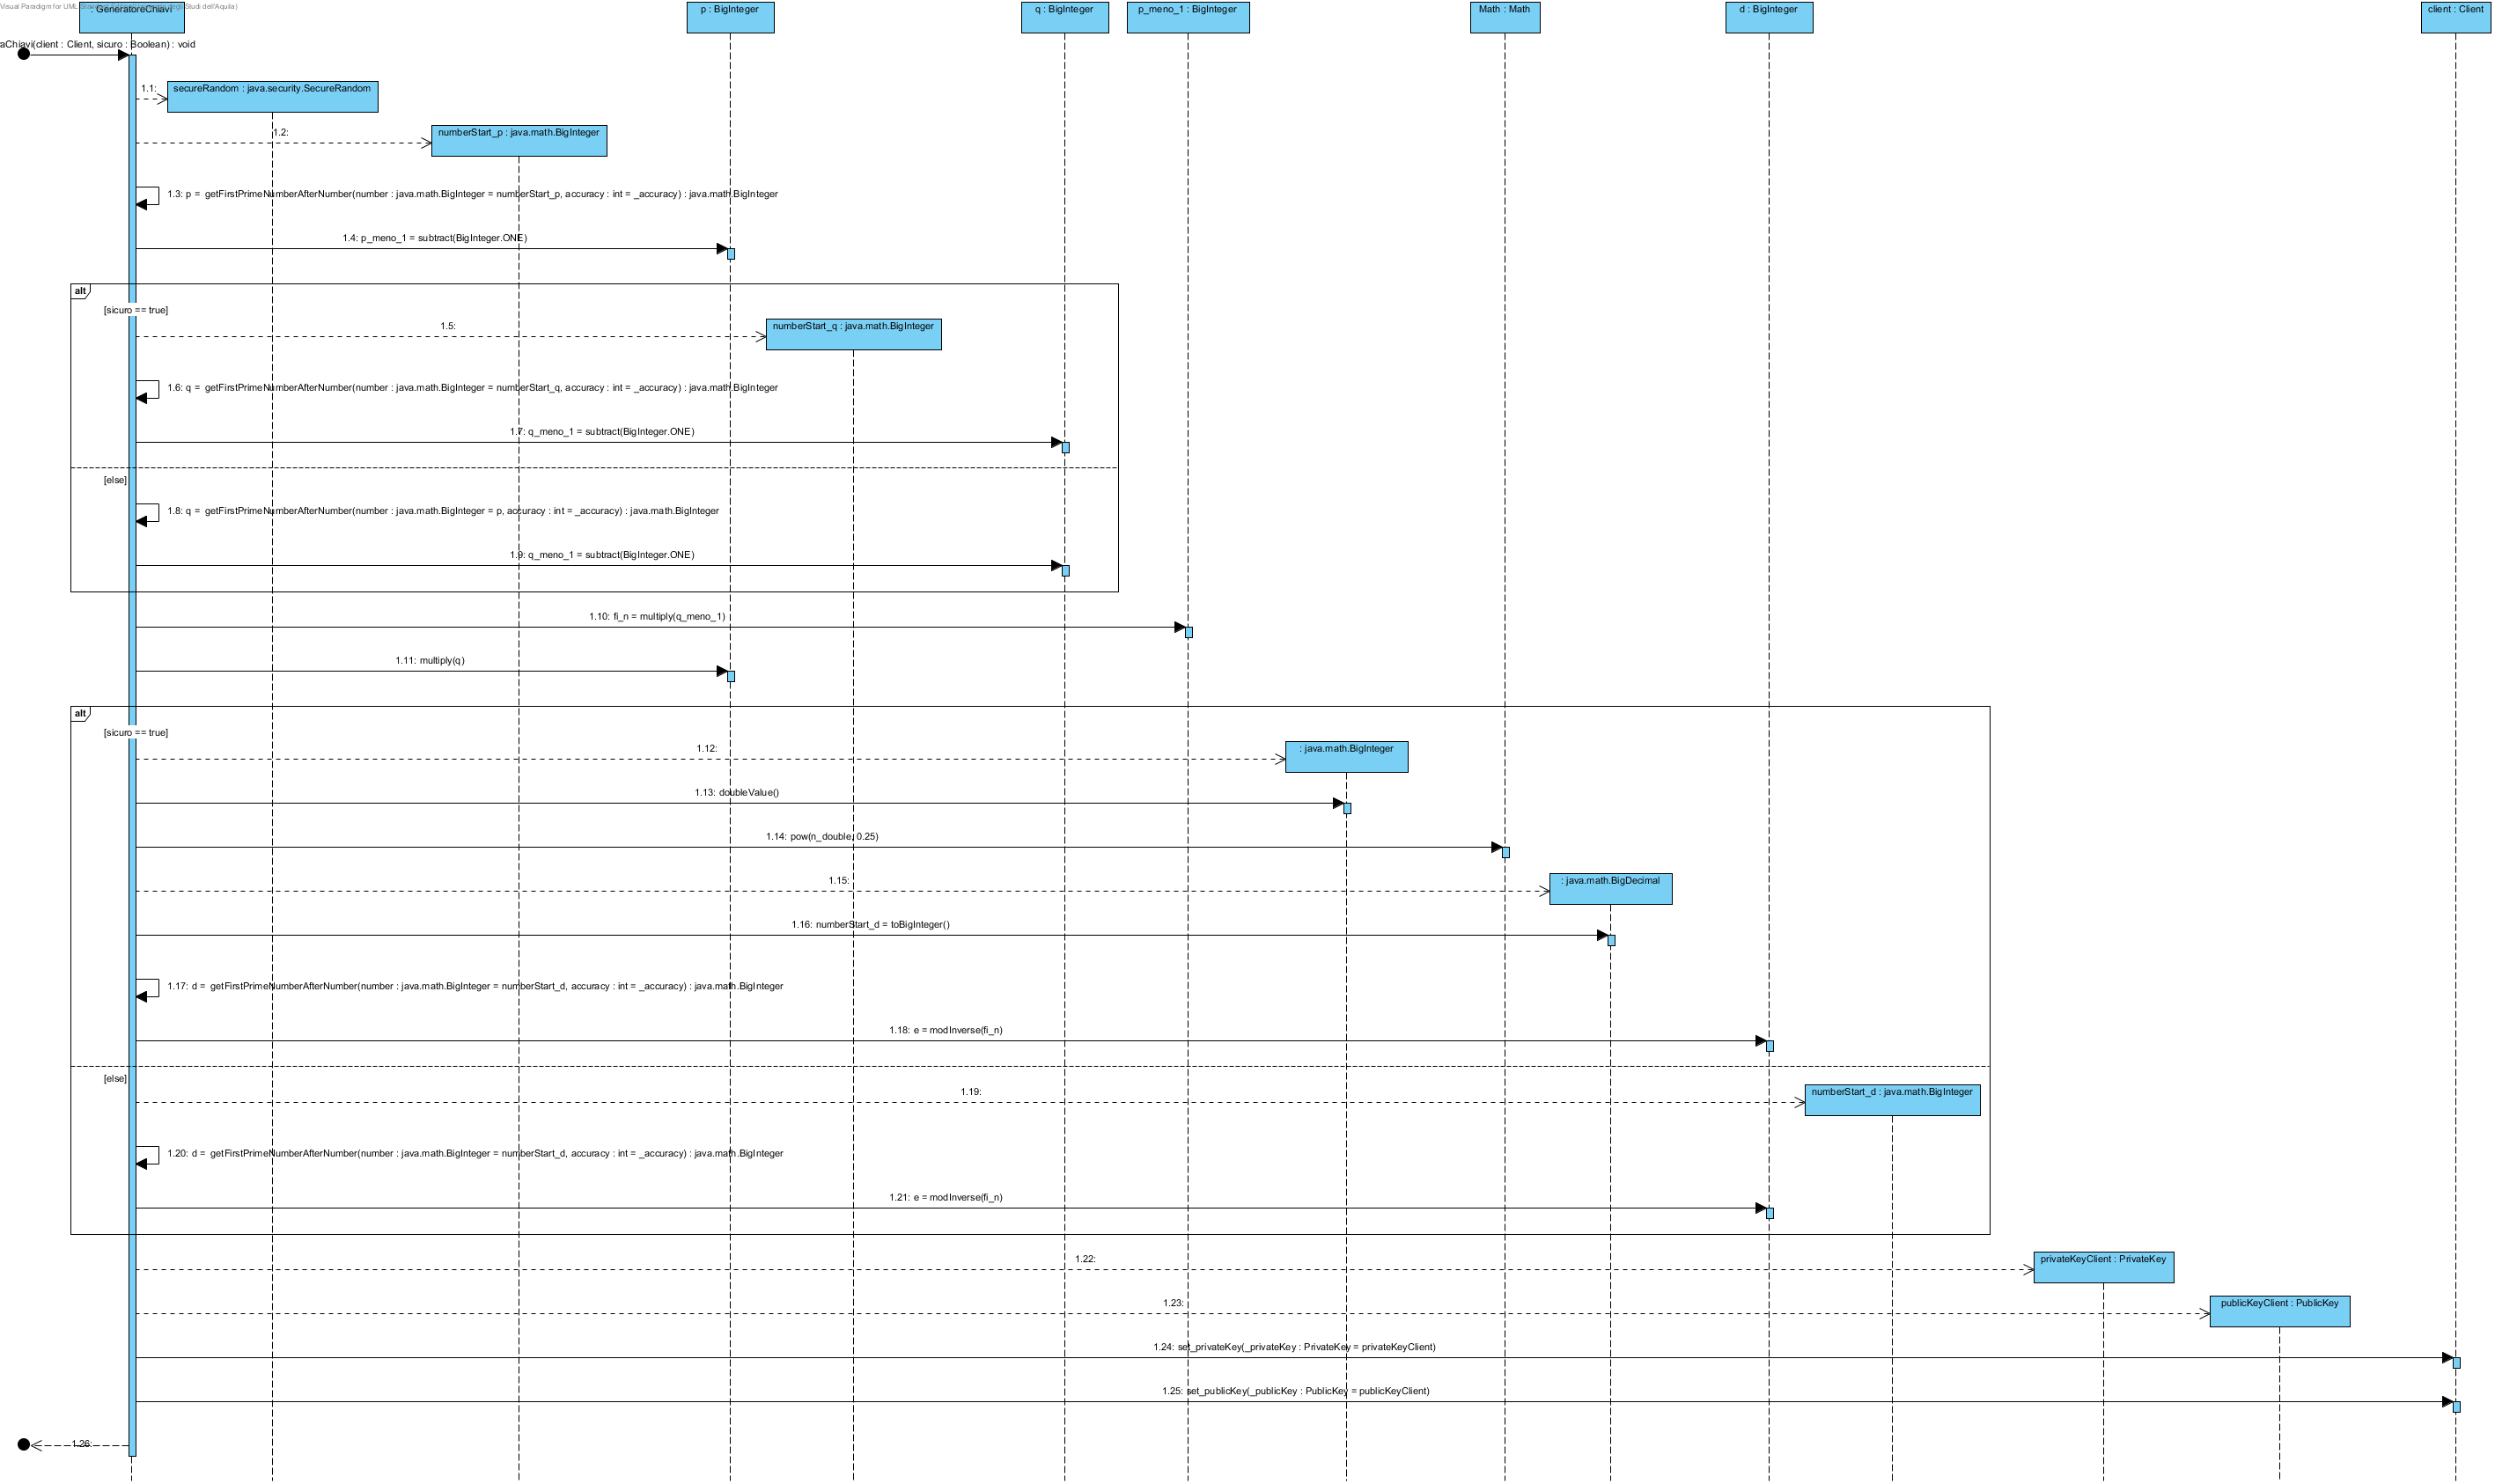 Visual Paradigm for UML
degli Studi dell'Aquila)
: GeneratoreChiavi
p : BigInteger
q : BigInteger
p_meno_1 : BigInteger
Math : Math
d : BigInteger
client : Client
aChiavi(client : Client, sicuro : Boolean) : void
1.1:
secureRandom : java.security.SecureRandom
1.2:
numberStart_p : java.math.BigInteger
1.3: p = getFirstPrimeNumberAfterNumber(number : java.math.BigInteger = numberStart_p, accuracy : int = _accuracy) : java.math.BigInteger
1.4: p_meno_1 = subtract(BigInteger.ONE)
alt
[sicuro == true]
1.5:
numberStart_q : java.math.BigInteger
1.6: q = getFirstPrimeNumberAfterNumber(number : java.math.BigInteger = numberStart_q, accuracy : int = _accuracy) : java.math.BigInteger
1.7: q_meno_1 = subtract(BigInteger.ONE)
[else]
1.8: q = getFirstPrimeNumberAfterNumber(number : java.math.BigInteger = p, accuracy : int = _accuracy) : java.math.BigInteger
1.9: q_meno_1 = subtract(BigInteger.ONE)
1.10: fi_n = multiply(q_meno_1)
1.11: multiply(q)
alt
[sicuro == true]
1.12:
: java.math.BigInteger
1.13: doubleValue()
1.14: pow(n_double, 0.25)
1.15:
: java.math.BigDecimal
1.16: numberStart_d = toBigInteger()
1.17: d = getFirstPrimeNumberAfterNumber(number : java.math.BigInteger = numberStart_d, accuracy : int = _accuracy) : java.math.BigInteger
1.18: e = modInverse(fi_n)
[else]
1.19:
numberStart_d : java.math.BigInteger
1.20: d = getFirstPrimeNumberAfterNumber(number : java.math.BigInteger = numberStart_d, accuracy : int = _accuracy) : java.math.BigInteger
1.21: e = modInverse(fi_n)
1.22:
privateKeyClient : PrivateKey
1.23:
publicKeyClient : PublicKey
1.24: set_privateKey(_privateKey : PrivateKey = privateKeyClient)
1.25: set_publicKey(_publicKey : PublicKey = publicKeyClient)
1.26: